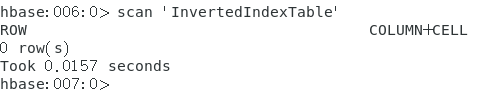 hbase:006:0> scan 'InvertedIndexTable'
ROW COLUMN+CELL
0 row(s)
Took 0.0157 seconds
hbase:007:0>